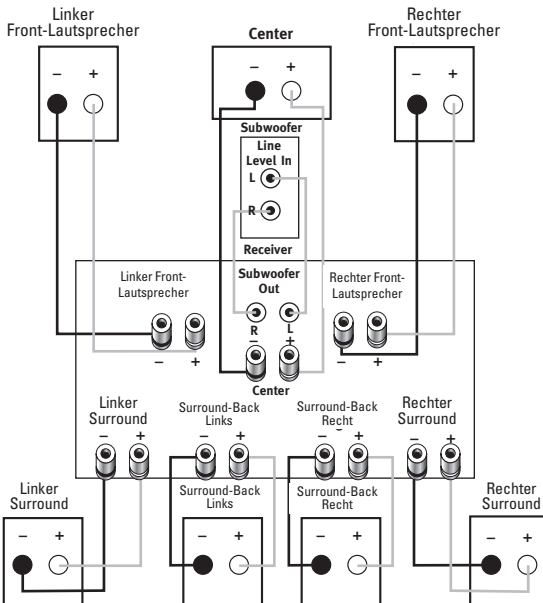 Linker
Front-Lautsprecher
Center
Rechter
Front-Lautsprecher
– +
– +
– +
Subwoofer
Line
Level In
L
R
Receiver
Linker Front-
Lautsprecher
Subwoofer
Out
Rechter Front-
Lautsprecher
R L
– +
– +
– +
Center
Linker
Surround
Surround-Back
Links
Surround-Back
Recht
Rechter
Surround
– +
– +
– +
– +
Linker
Surround
Surround-Back
Links
Surround-Back
Recht
Rechter
Surround
– +
– +
– +
– +